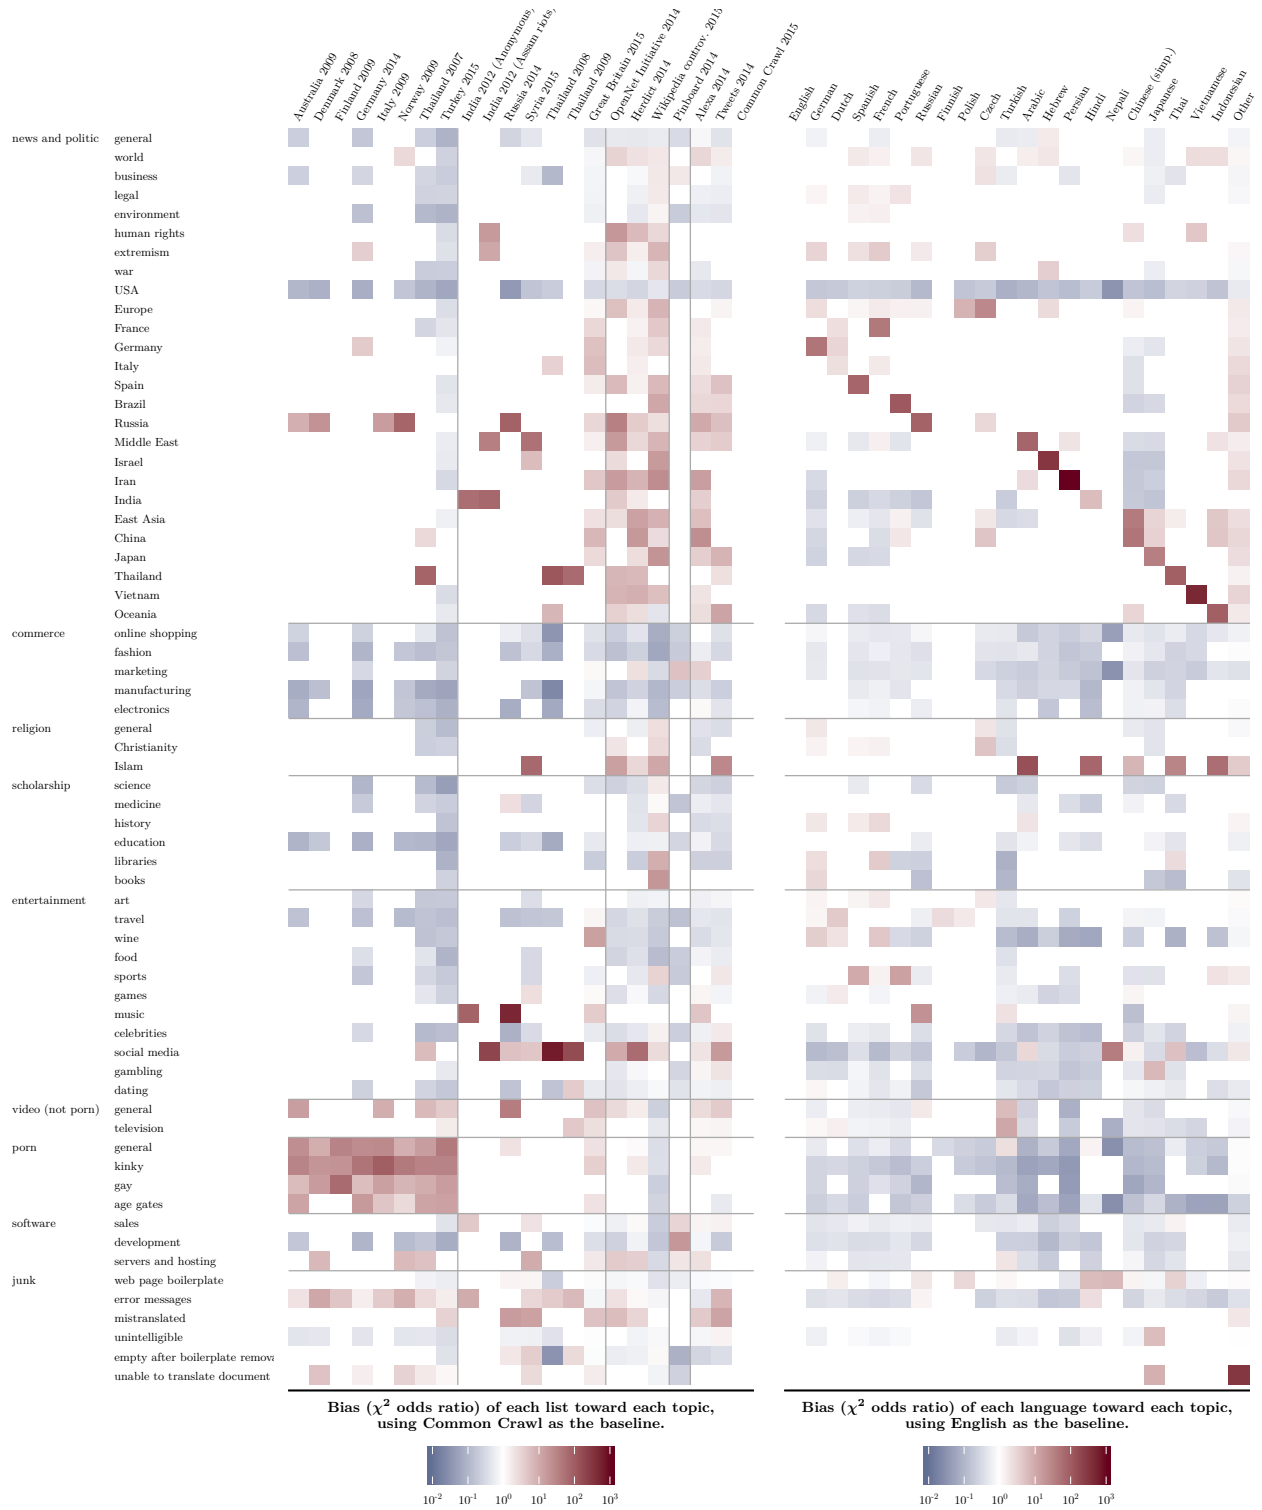 Australia 2009
Denmark 2008
Finland 2009
Germany 2014
Italy 2009
Norway 2009
Thailand 2007
Turkey 2015
India 2012 (Anonymous,
India 2012 (Assam riots,
Russia 2014
Syria 2015
Thailand 2008
Thailand 2009
Great Britain 2015
OpenNet Initiative 2014
Herdict 2014
Wikipedia controv. 2015
Pinboard 2014
Alexa 2014
Tweets 2014
Common Crawl 2015
English
German
Dutch
Spanish
French
Portuguese
Russian
Finnish
Polish
Czech
Turkish
Arabic
Hebrew
Persian
Hindi
Nepali
Chinese (simp.)
Japanese
Thai
Vietnamese
Indonesian
Other
news and politic general
world
business
legal
environment
human rights
extremism
war
USA
Europe
France
Germany
Italy
Spain
Brazil
Russia
Middle East
Israel
Iran
India
East Asia
China
Japan
Thailand
Vietnam
Oceania
commerce online shopping
fashion
marketing
manufacturing
electronics
religion general
Christianity
Islam
scholarship science
medicine
history
education
libraries
books
entertainment art
travel
wine
food
sports
games
music
celebrities
social media
gambling
dating
video (not porn) general
television
porn general
kinky
gay
age gates
software sales
development
servers and hosting
junk web page boilerplate
error messages
mistranslated
unintelligible
empty after boilerplate remova
unable to translate document
Bias (χ² odds ratio) of each list toward each topic,
using Common Crawl as the baseline.
10⁻² 10⁻¹ 10⁰ 10¹ 10² 10³
Bias (χ² odds ratio) of each language toward each topic,
using English as the baseline.
10⁻² 10⁻¹ 10⁰ 10¹ 10² 10³